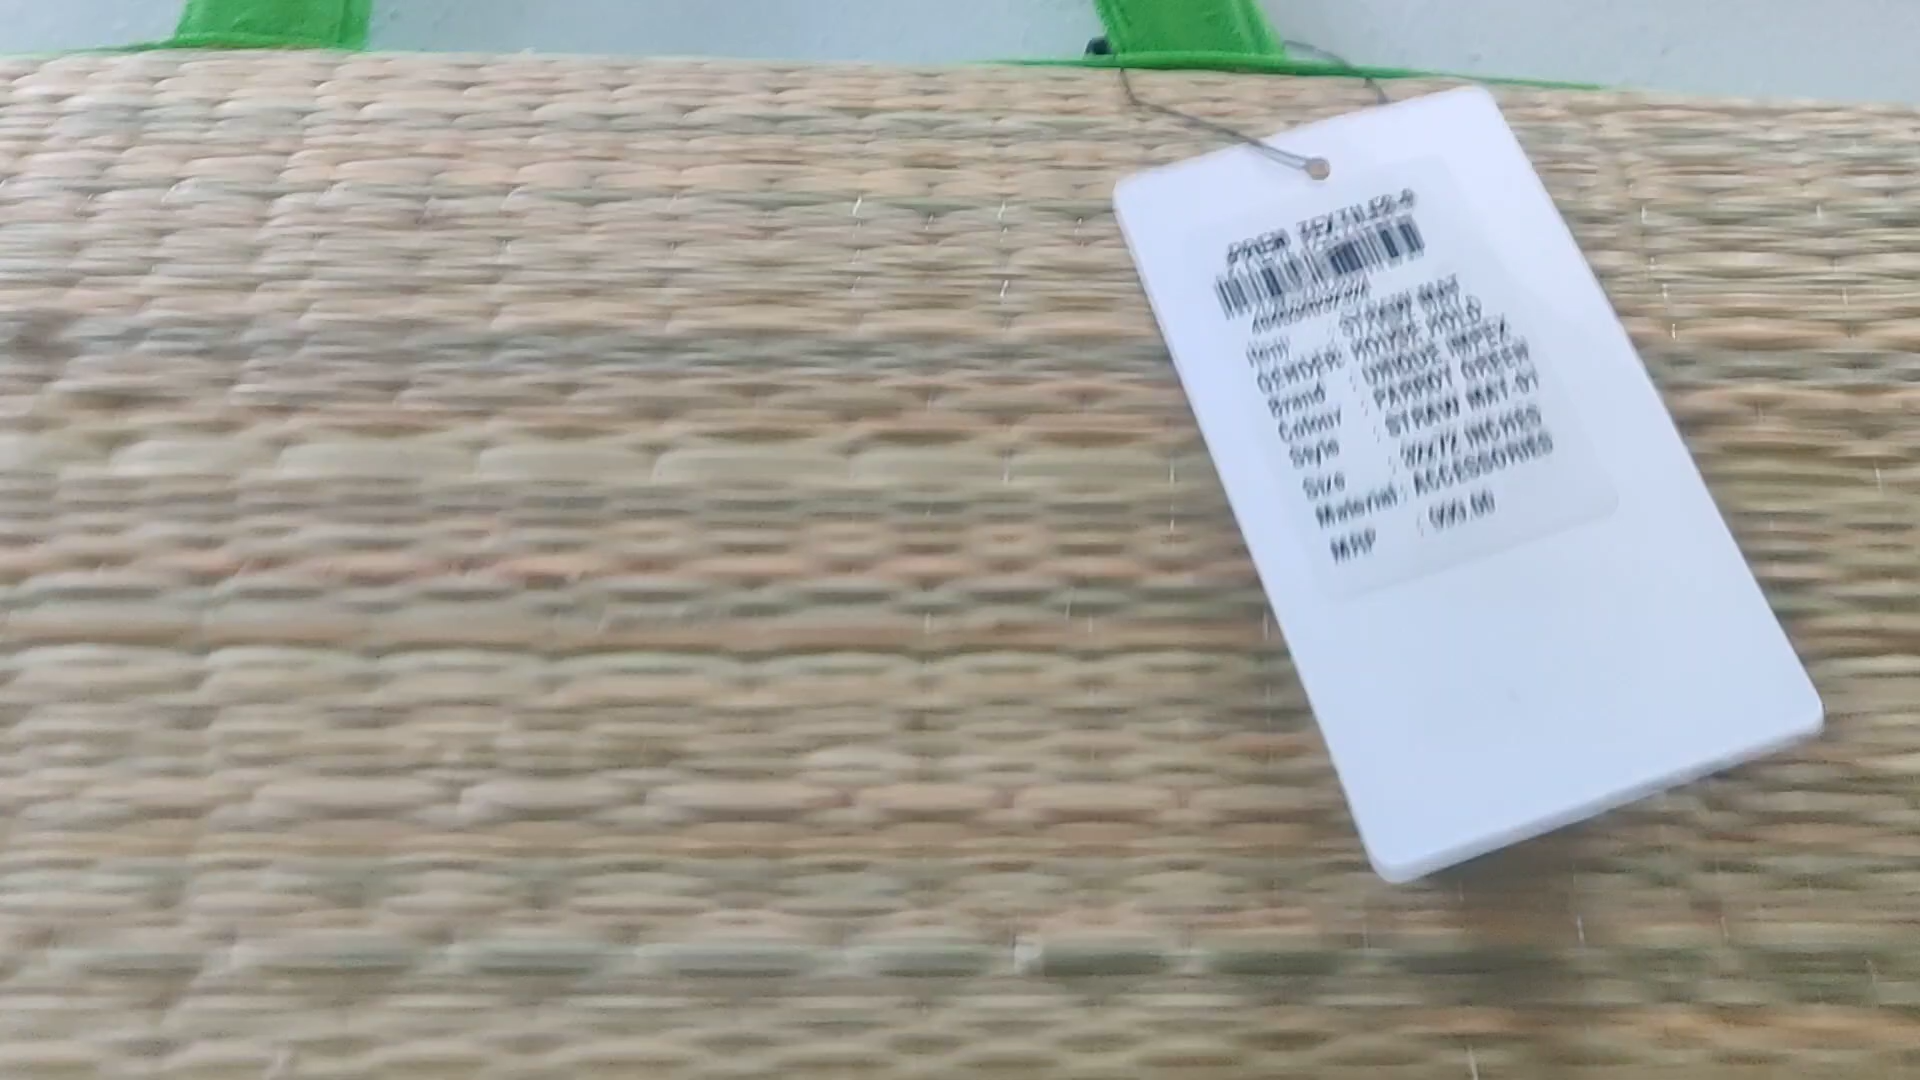 PREM TEXTILES
Item : STRAW MAT
GENDER: HOUSE HOLD
Brand : UNIQUE IMPEX
Colour : PARROT GREEN
Style : STRAW MAT-01
Size : INCHES
Material: ACCESSORIES
MRP :